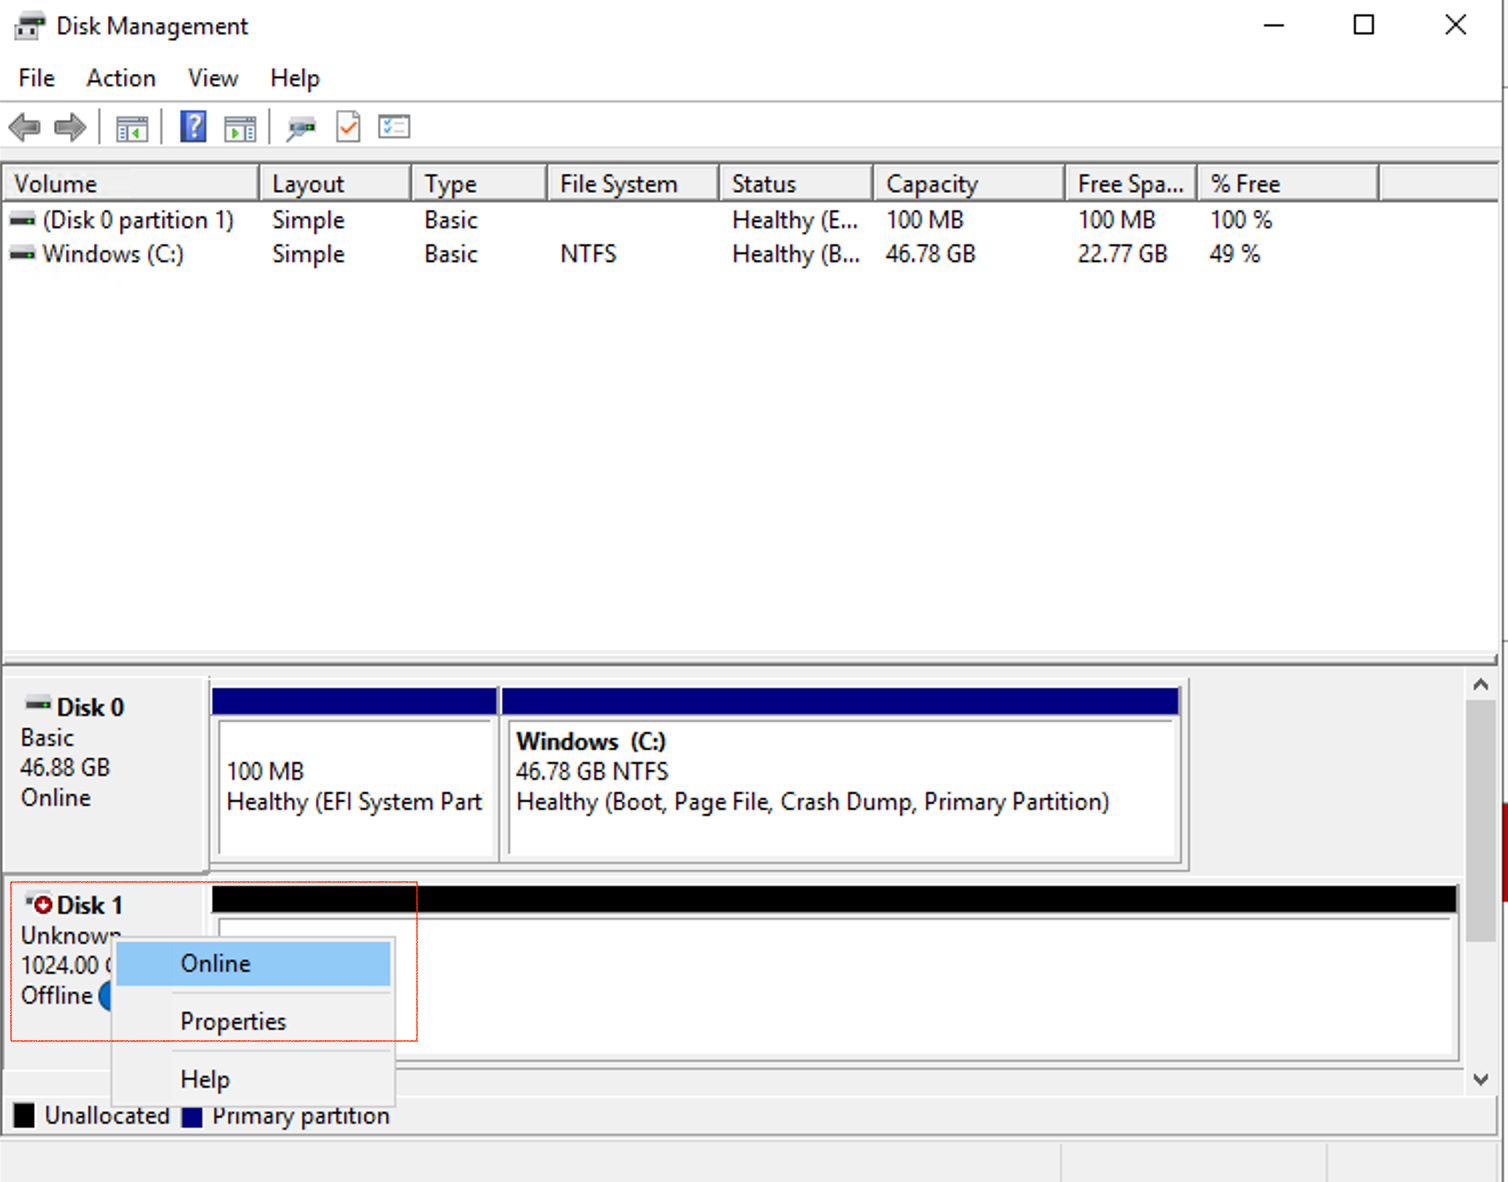 Disk Management
File Action View Help
Volume Layout Type File System Status Capacity Free Spa... % Free
(Disk 0 partition 1) Simple Basic Healthy (E... 100 MB 100 MB 100 %
Windows (C:) Simple Basic NTFS Healthy (B... 46.78 GB 22.77 GB 49 %
Disk 0
Basic
46.88 GB
Online
100 MB
Healthy (EFI System Part
Windows (C:)
46.78 GB NTFS
Healthy (Boot, Page File, Crash Dump, Primary Partition)
Disk 1
Unknown
1024.00
Offline
Online
Properties
Help
Unallocated Primary partition